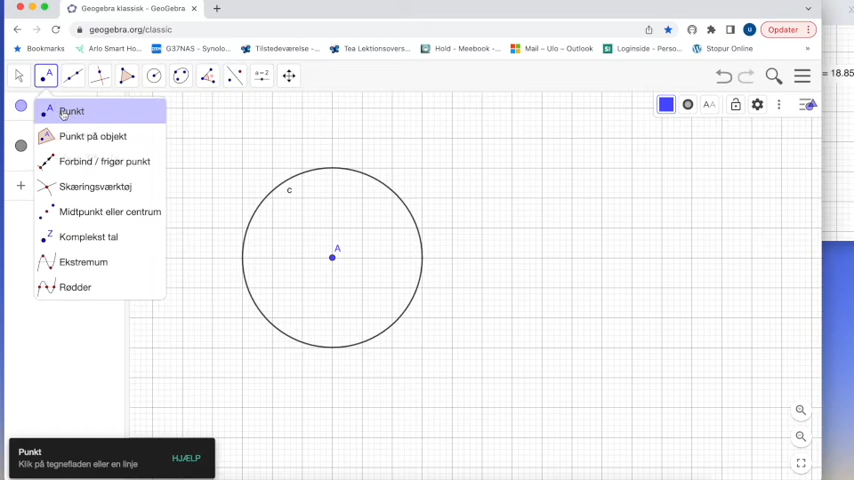 Geogebra klassisk - GeoGebra
geogebra.org/classic
Opdater
Bookmarks
Arlo Smart Ho...
G37NAS - Synolo...
Tilstedeværelse -...
Tea Lektionsovers...
Hold - Meebook -...
Mail – Ulo – Outlook
Loginside - Perso...
Stopur Online
»
a = 2
= 18.85
A Punkt
A Punkt på objekt
Forbind / frigør punkt
Skæringsværktøj
Midtpunkt eller centrum
Z Komplekst tal
Ekstremum
Rødder
AA
c
A
Punkt
Klik på tegnefladen eller en linje
HJÆLP